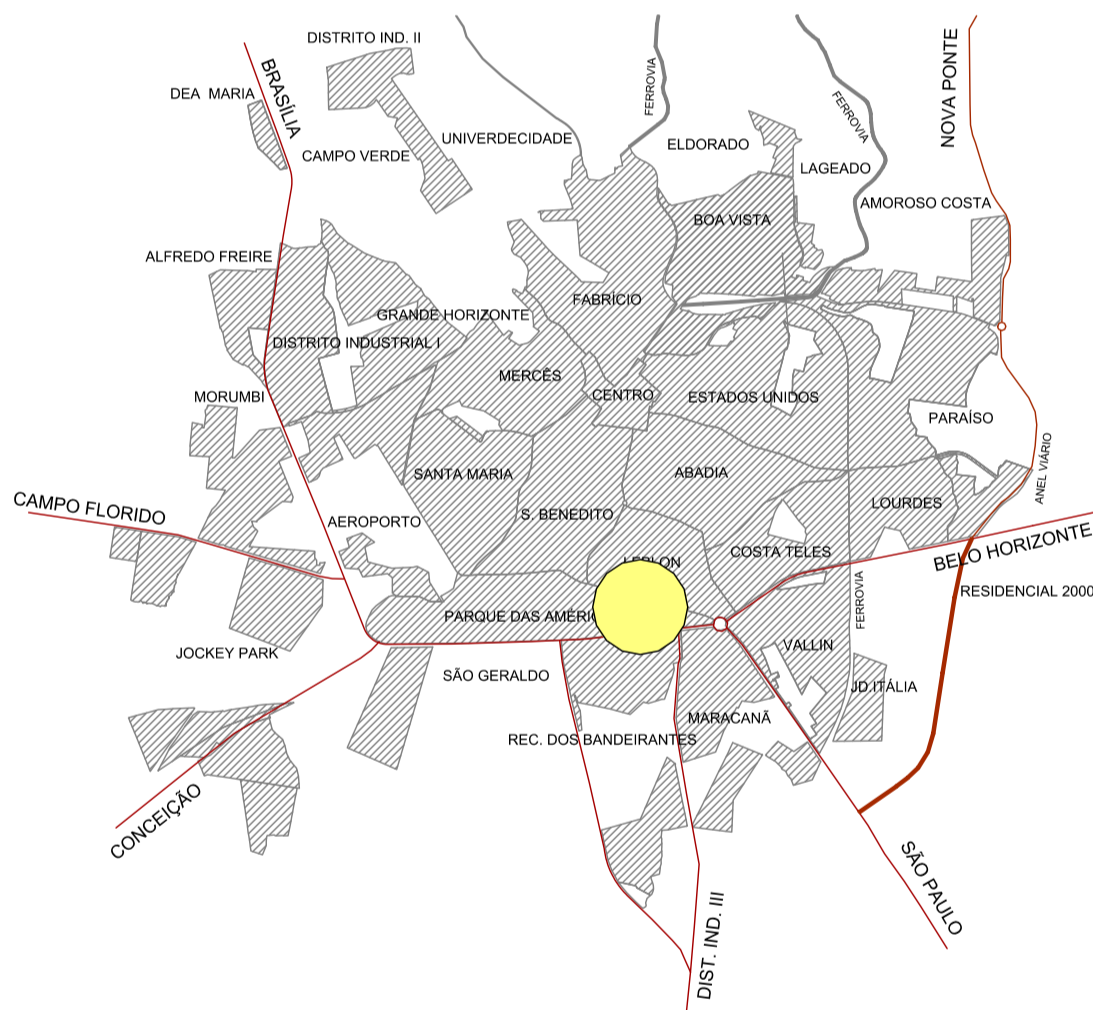 DISTRITO IND. II
NOVA PONTE
BRASÍLIA
FERROVIA
FERROVIA
DEA MARIA
UNIVERDECIDADE
ELDORADO
CAMPO VERDE
LAGEADO
AMOROSO COSTA
BOA VISTA
ALFREDO FREIRE
FABRÍCIO
GRANDE HORIZONTE
DISTRITO INDUSTRIAL I
MERCÊS
MORUMBI
CENTRO
ESTADOS UNIDOS
PARAÍSO
ANEL VIÁRIO
SANTA MARIA
ABADIA
CAMPO FLORIDO
LOURDES
AEROPORTO
S. BENEDITO
COSTA TELES
BELO HORIZONTE
LEBLON
FERROVIA
RESIDENCIAL 2000
PARQUE DAS AMÉRIC
VALLIN
JOCKEY PARK
SÃO GERALDO
JD.ITÁLIA
MARACANÃ
REC. DOS BANDEIRANTES
CONCEIÇÃO
SÃO PAULO
DIST. IND. III